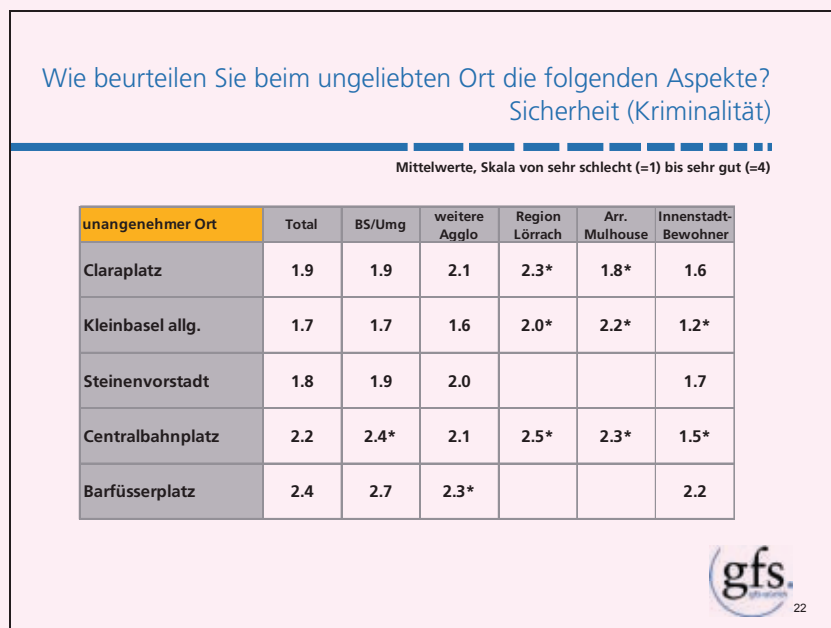 Wie beurteilen Sie beim ungeliebten Ort die folgenden Aspekte?
Sicherheit (Kriminalität)
Mittelwerte, Skala von sehr schlecht (=1) bis sehr gut (=4)
unangenehmer Ort Total BS/Umg weitere Agglo Region Lörrach Arr. Mulhouse Innenstadt-Bewohner
Claraplatz 1.9 1.9 2.1 2.3* 1.8* 1.6
Kleinbasel allg. 1.7 1.7 1.6 2.0* 2.2* 1.2*
Steinenvorstadt 1.8 1.9 2.0 1.7
Centralbahnplatz 2.2 2.4* 2.1 2.5* 2.3* 1.5*
Barfüsserplatz 2.4 2.7 2.3* 2.2
gfs.
22